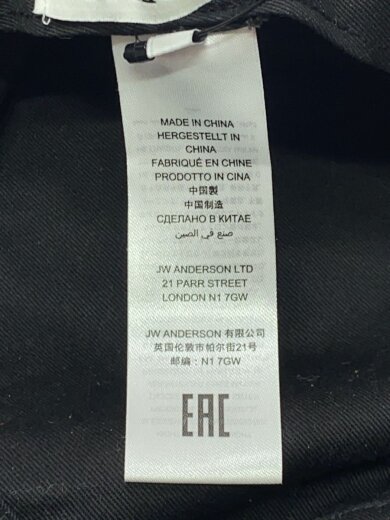 MADE IN CHINA
HERGESTELLT IN
CHINA
FABRIQUÉ EN CHINE
PRODOTTO IN CINA
中国製
中国制造
СДЕЛАНО В КИТАЕ
صنع في الصين
JW ANDERSON LTD
21 PARR STREET
LONDON N1 7GW
JW ANDERSON 有限公司
英国伦敦市帕尔街21号
邮编：N1 7GW
EAC